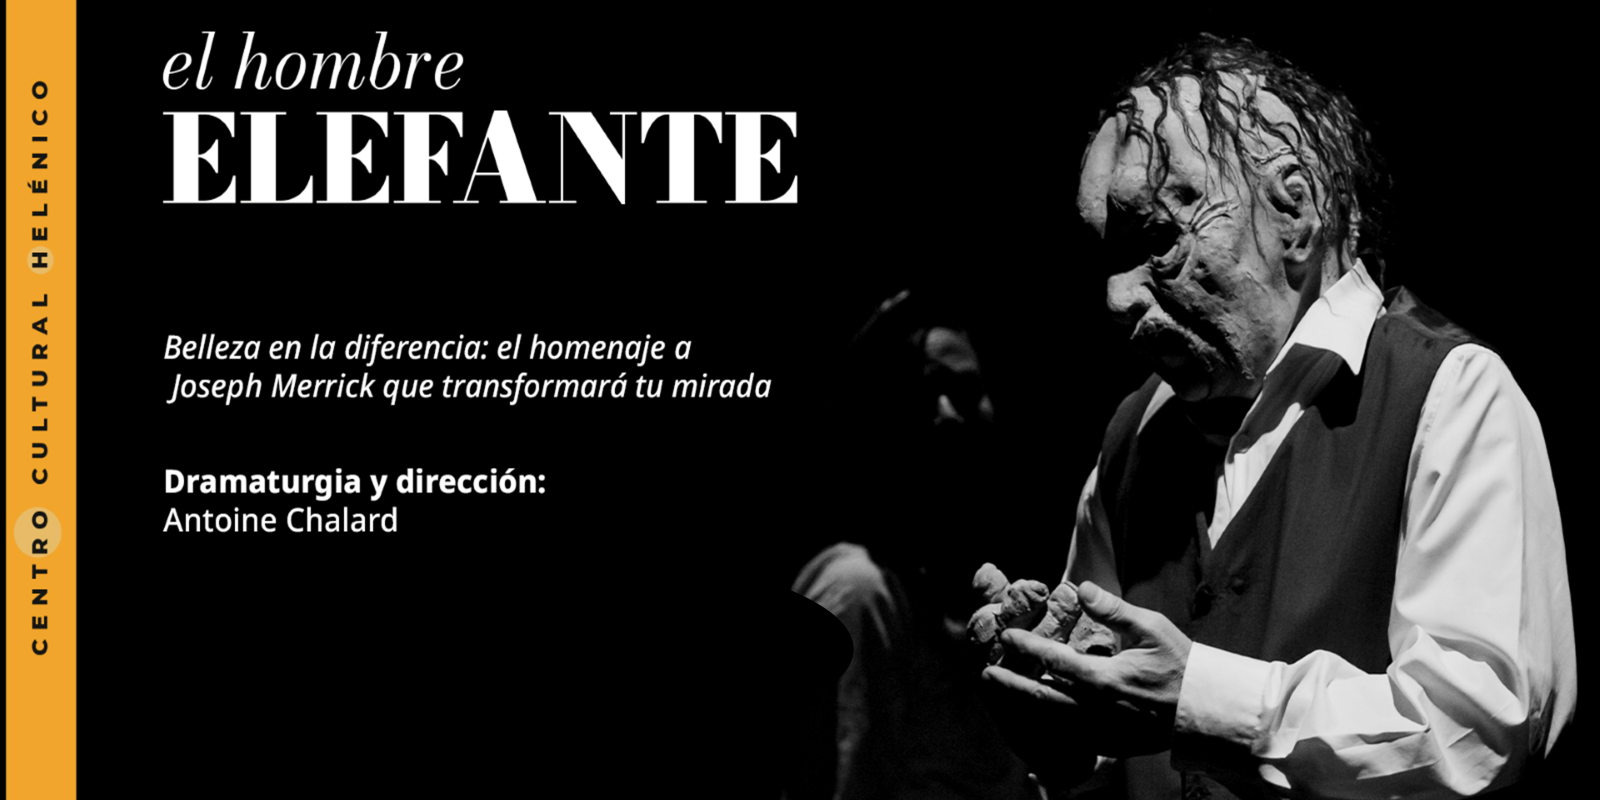 CENTRO CULTURAL HELÉNICO
el hombre
ELEFANTE
Belleza en la diferencia: el homenaje a
Joseph Merrick que transformará tu mirada
Dramaturgia y dirección:
Antoine Chalard